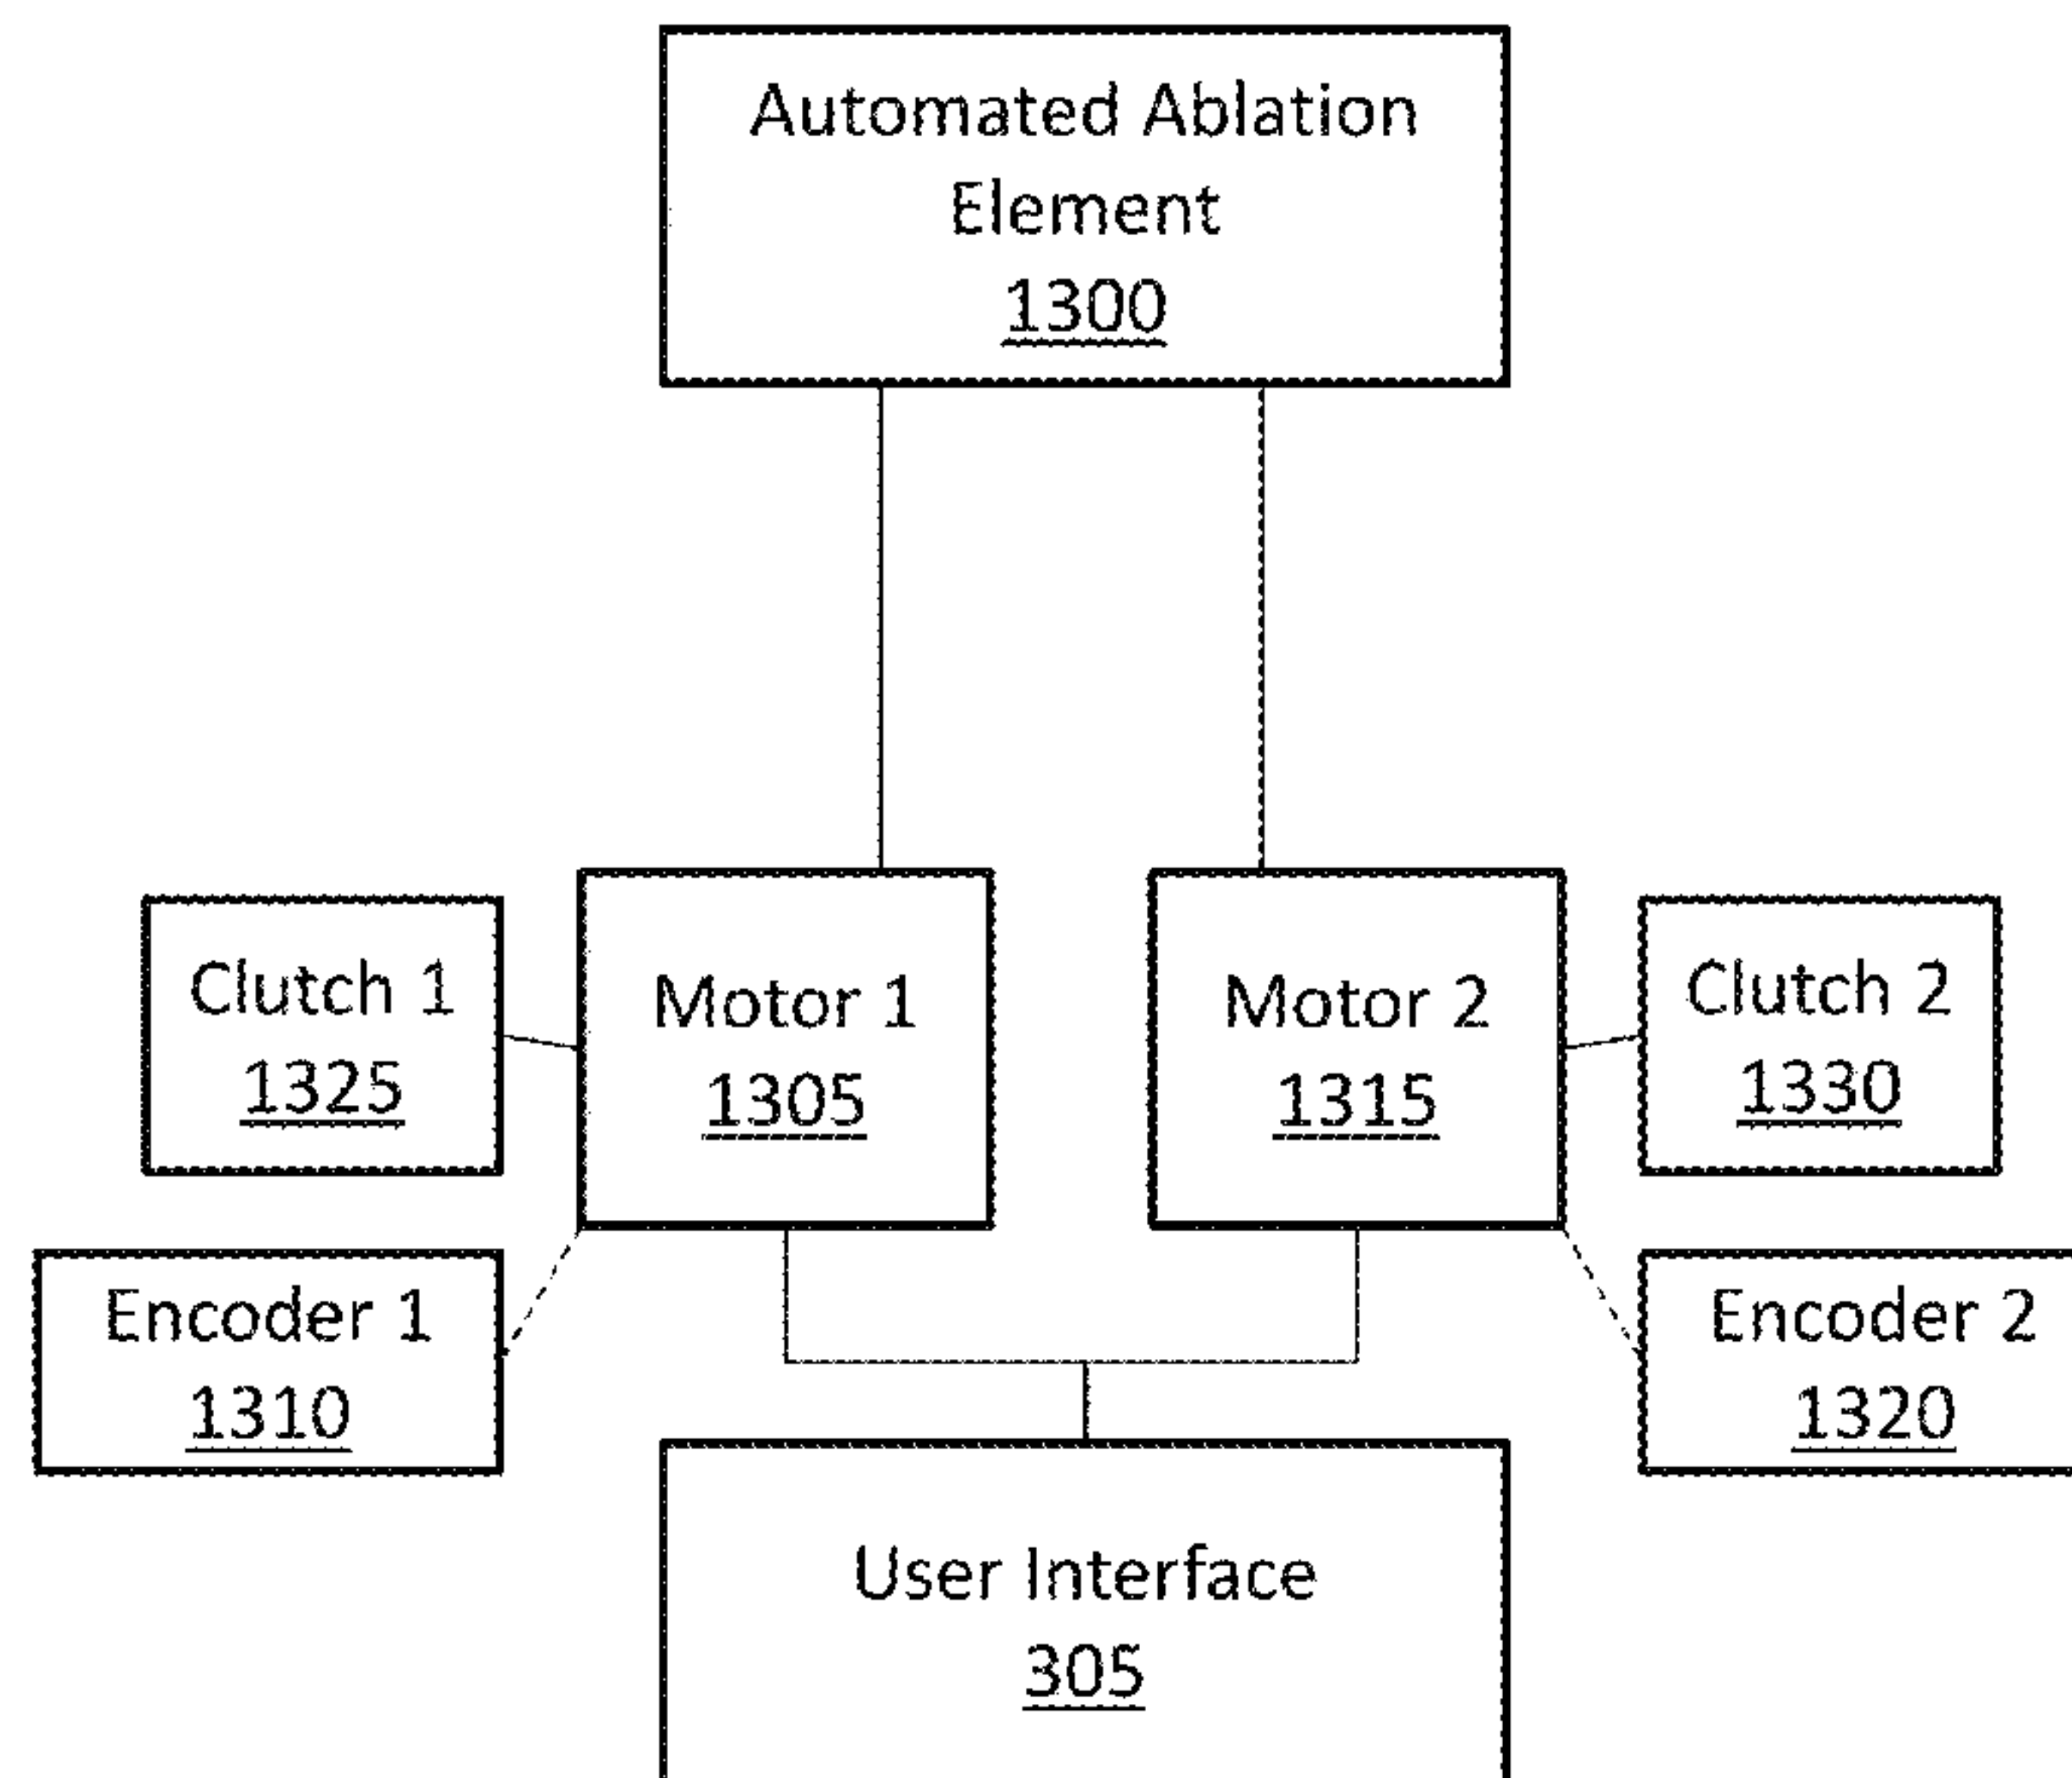 Automated Ablation
Element
1300
Clutch 1
1325
Motor 1
1305
Motor 2
1315
Clutch 2
1330
Encoder 1
1310
Encoder 2
1320
User Interface
305